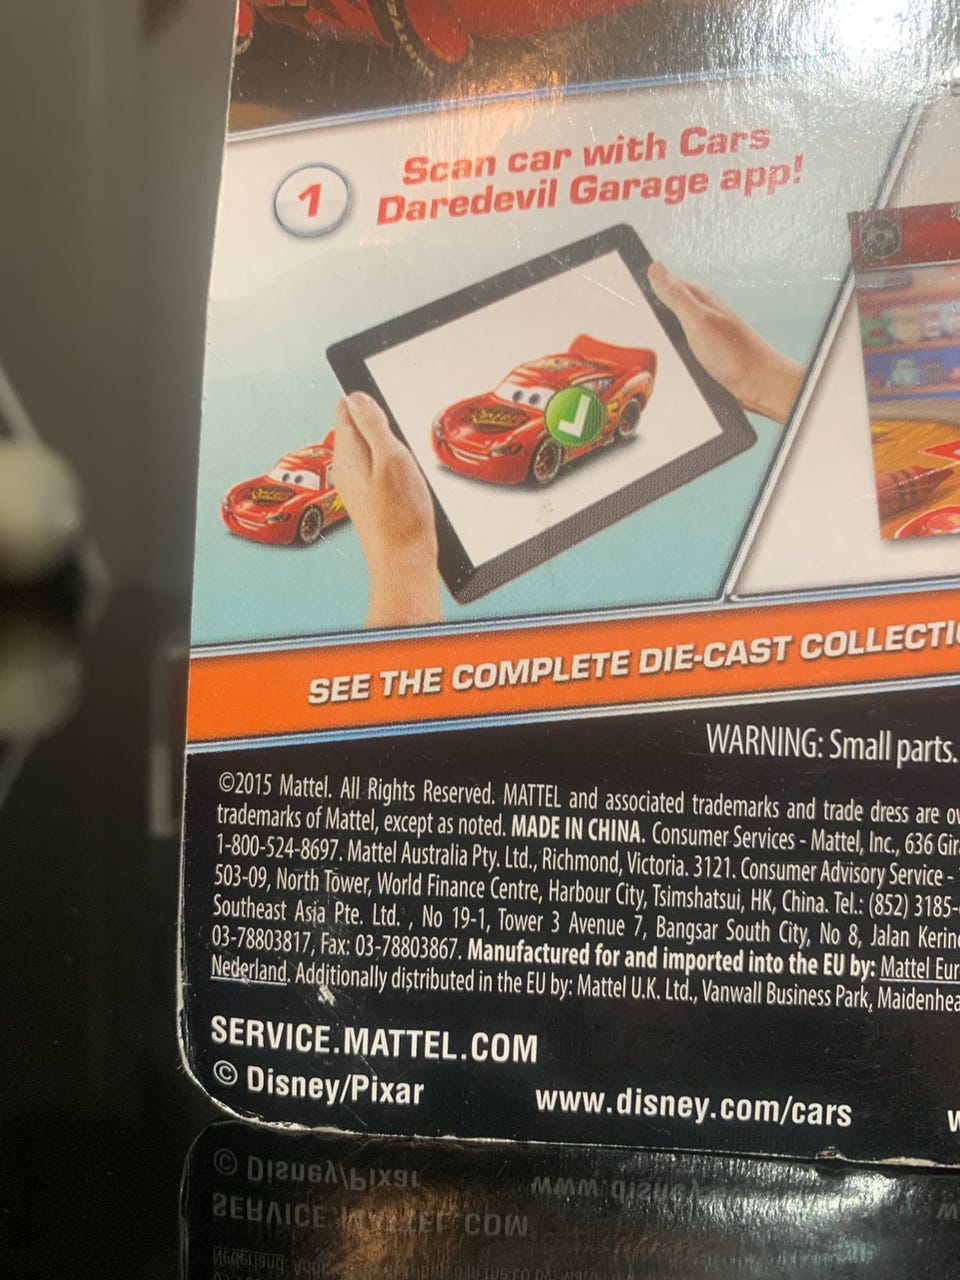 1
Scan car with Cars
Daredevil Garage app!
SEE THE COMPLETE DIE-CAST
WARNING: Small parts.
©2015 Mattel. All Rights Reserved. MATTEL and associated trademarks and trade dress are
trademarks of Mattel, except as noted. MADE IN CHINA. Consumer Services - Mattel, Inc., 636
1-800-524-8697. Mattel Australia Pty. Ltd., Richmond, Victoria. 3121. Consumer Advisory Service -
503-09, North Tower, World Finance Centre, Harbour City, Tsimshatsui, HK, China. Tel.: (852) 3185-
Southeast Asia Pte. Ltd. , No 19-1, Tower 3 Avenue 7, Bangsar South City, No 8, Jalan
03-78803817, Fax: 03-78803867. Manufactured for and imported into the EU by: Mattel
Nederland. Additionally distributed in the EU by: Mattel U.K. Ltd., Vanwall Business Park,
SERVICE.MATTEL.COM
© Disney/Pixar
www.disney.com/cars